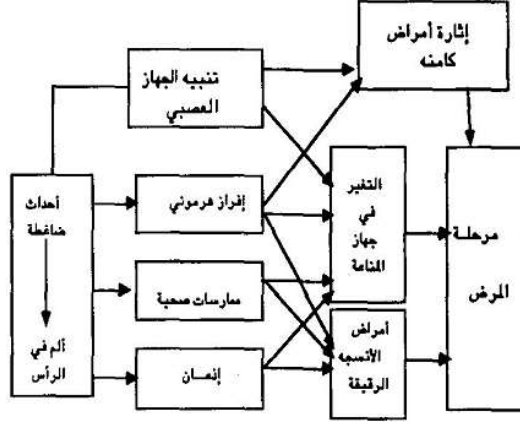 إثارة أمراض
كامنه
تنبيه الجهاز
العصبي
أحداث
ضاغطة
ألم في
الرأس
إفراز هرموني
ممارسات صحية
إنعسان
التغير
في
جهاز
المناعة
أمراض
الأنسجه
الرقيقة
مرحلة
المرض